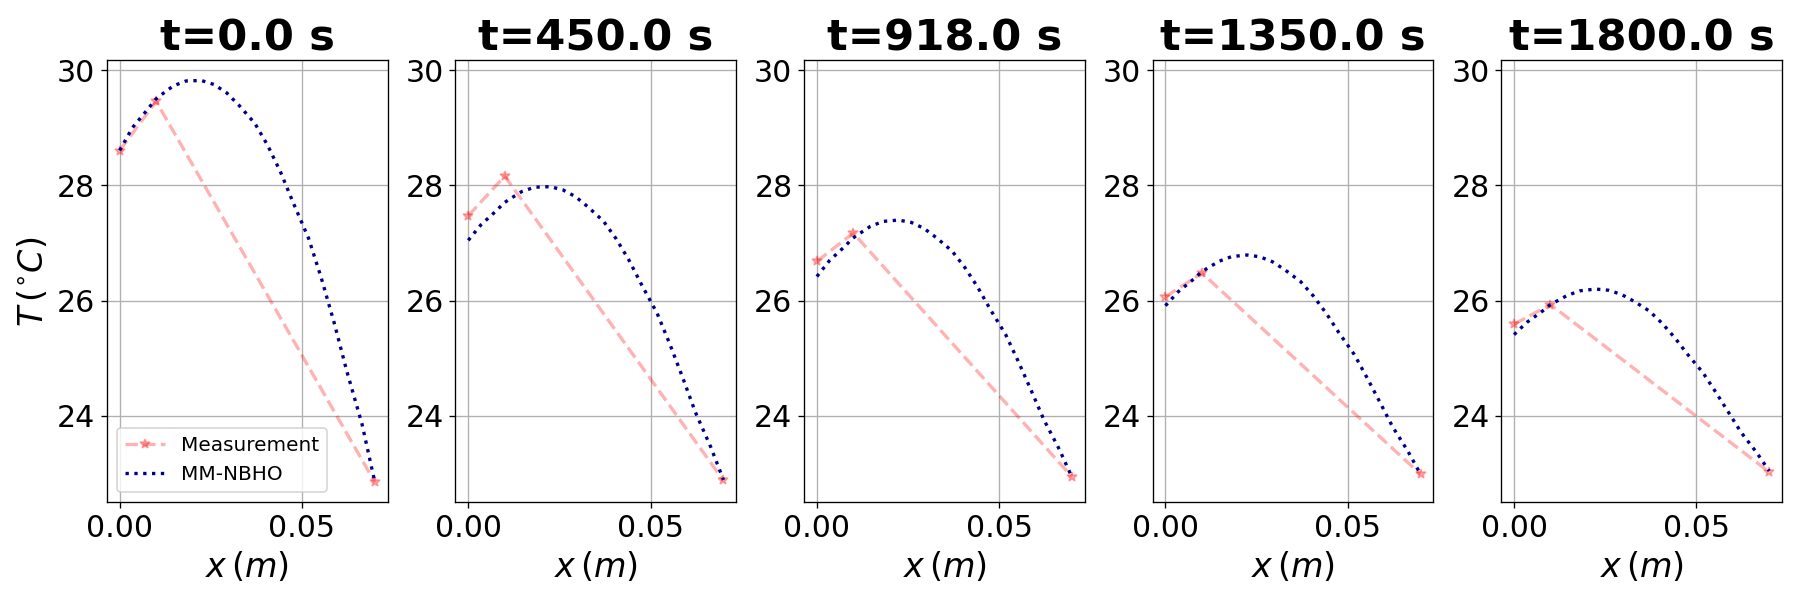 t=0.0 s
t=450.0 s
t=918.0 s
t=1350.0 s
t=1800.0 s
T (°C)
30
28
26
24
0.00 0.05
x (m)
Measurement
MM-NBHO
30
28
26
24
0.00 0.05
x (m)
30
28
26
24
0.00 0.05
x (m)
30
28
26
24
0.00 0.05
x (m)
30
28
26
24
0.00 0.05
x (m)